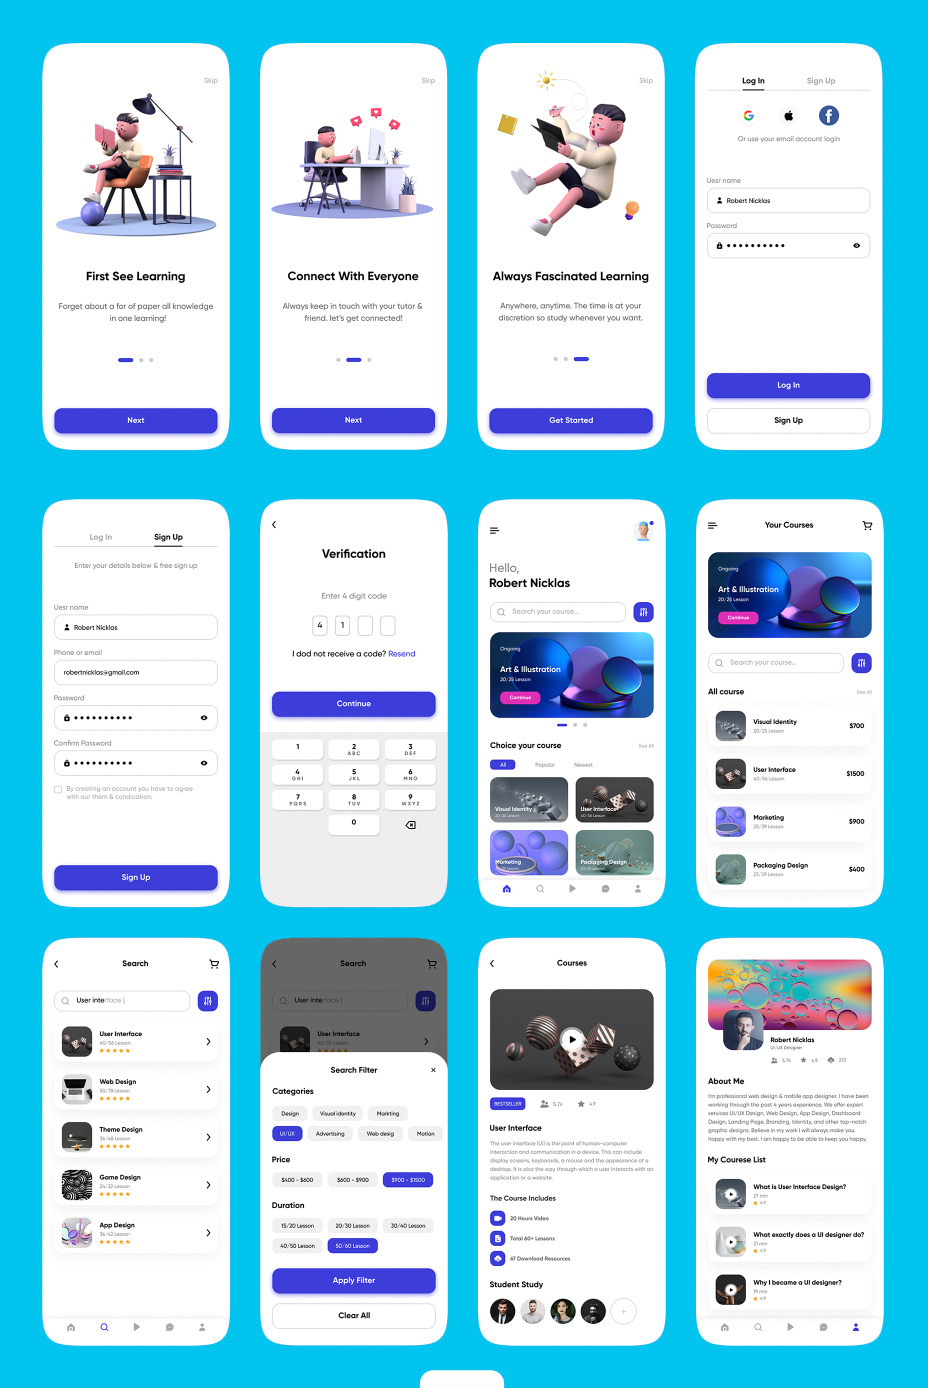 Skip
First See Learning
Forget about a for of paper all knowledge
in one learning!
Next
Skip
Connect With Everyone
Always keep in touch with your tutor &
friend. let's get connected!
Next
Skip
Always Fascinated Learning
Anywhere, anytime. The time is at your
discretion so study whenever you want.
Get Started
Log In
Sign Up
Or use your email account login
Uesr name
Robert Nicklas
Password
Log In
Sign Up
Log In
Sign Up
Enter your details below & free sign up
Uesr name
Robert Nicklas
Phone or email
robertnicklas@gmail.com
Password
Confirm Password
By creating an account you have to agree
with our them & condication.
Sign Up
Verification
Enter 4 digit code
4 1
I dod not receive a code? Resend
Continue
1
2 ABC
3 DEF
4 GHI
5 JKL
6 MNO
7 PQRS
8 TUV
9 WXYZ
0
Hello,
Robert Nicklas
Search your course...
Ongoing
Art & Illustration
20/25 Lesson
Continue
Choice your course
See All
All
Popular
Newest
Visual Identity
20/25 Lesson
User Interface
40/56 Lesson
Marketing
Packaging Design
Your Courses
Ongoing
Art & Illustration
20/25 Lesson
Continue
Search your course...
All course
See All
Visual Identity
20/25 Lesson
$700
User Interface
40/56 Lesson
$1500
Marketing
25/39 Lesson
$900
Packaging Design
23/29 Lesson
$400
Search
User interface |
User Interface
40/56 Lesson
Web Design
50/78 Lesson
Theme Design
36/48 Lesson
Game Design
24/32 Lesson
App Design
36/42 Lesson
Search
User interface |
User Interface
40/56 Lesson
Search Filter
Categories
Design
Visual identity
Markting
UI/UX
Advertising
Web desig
Motion
Price
$400 - $600
$600 - $900
$900 - $1500
Duration
15/20 Lesson
20/30 Lesson
30/40 Lesson
40/50 Lesson
50/60 Lesson
Apply Filter
Clear All
Courses
BESTSELLER
5.7k
4.9
User Interface
The user interface (UI) is the point of human-computer
interaction and communication in a device. This can include
display screens, keyboards, a mouse and the appearance of a
desktop. It is also the way through which a user interacts with an
application or a website.
The Course Includes
20 Hours Video
Total 60+ Lessons
67 Download Resources
Student Study
Robert Nicklas
UI/UX Designer
5.7k
4.9
213
About Me
I'm profesional web design & mobile app designer. I have been
working through the past 4 years experience. We offer expert
services UI/UX Design, Web Design, App Design, Dashboard
Design, Landing Page, Branding, Identity, and other top-notch
graphic designs. Believe in my work I will always make you
happy with my best. I am happy to be able to keep you happy.
My Courese List
What is User Interface Design?
27 min
4.9
What exactly does a UI designer do?
21 min
4.9
Why I became a UI designer?
19 min
4.9